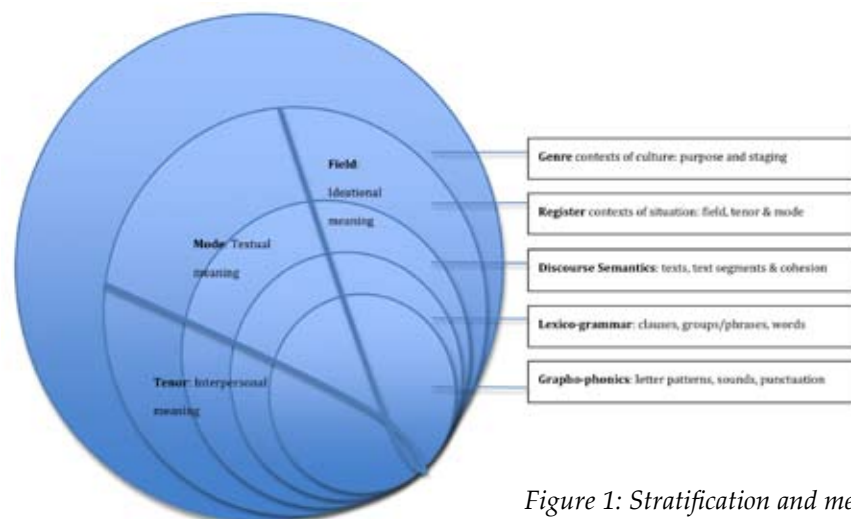 Field:
Ideational
meaning
Mode: Textual
meaning
Tenor: Interpersonal
meaning
Genre contexts of culture: purpose and staging
Register contexts of situation: field, tenor & mode
Discourse Semantics: texts, text segments & cohesion
Lexico-grammar: clauses, groups/phrases, words
Grapho-phonics: letter patterns, sounds, punctuation
Figure 1: Stratification and me